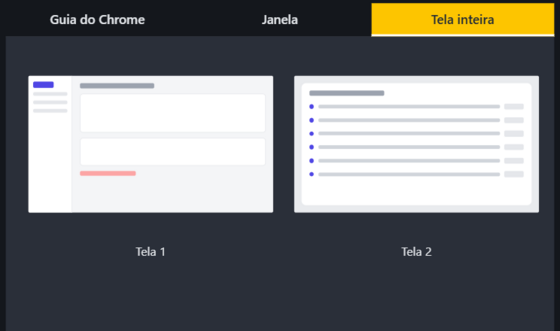 Guia do Chrome
Janela
Tela inteira
Tela 1
Tela 2